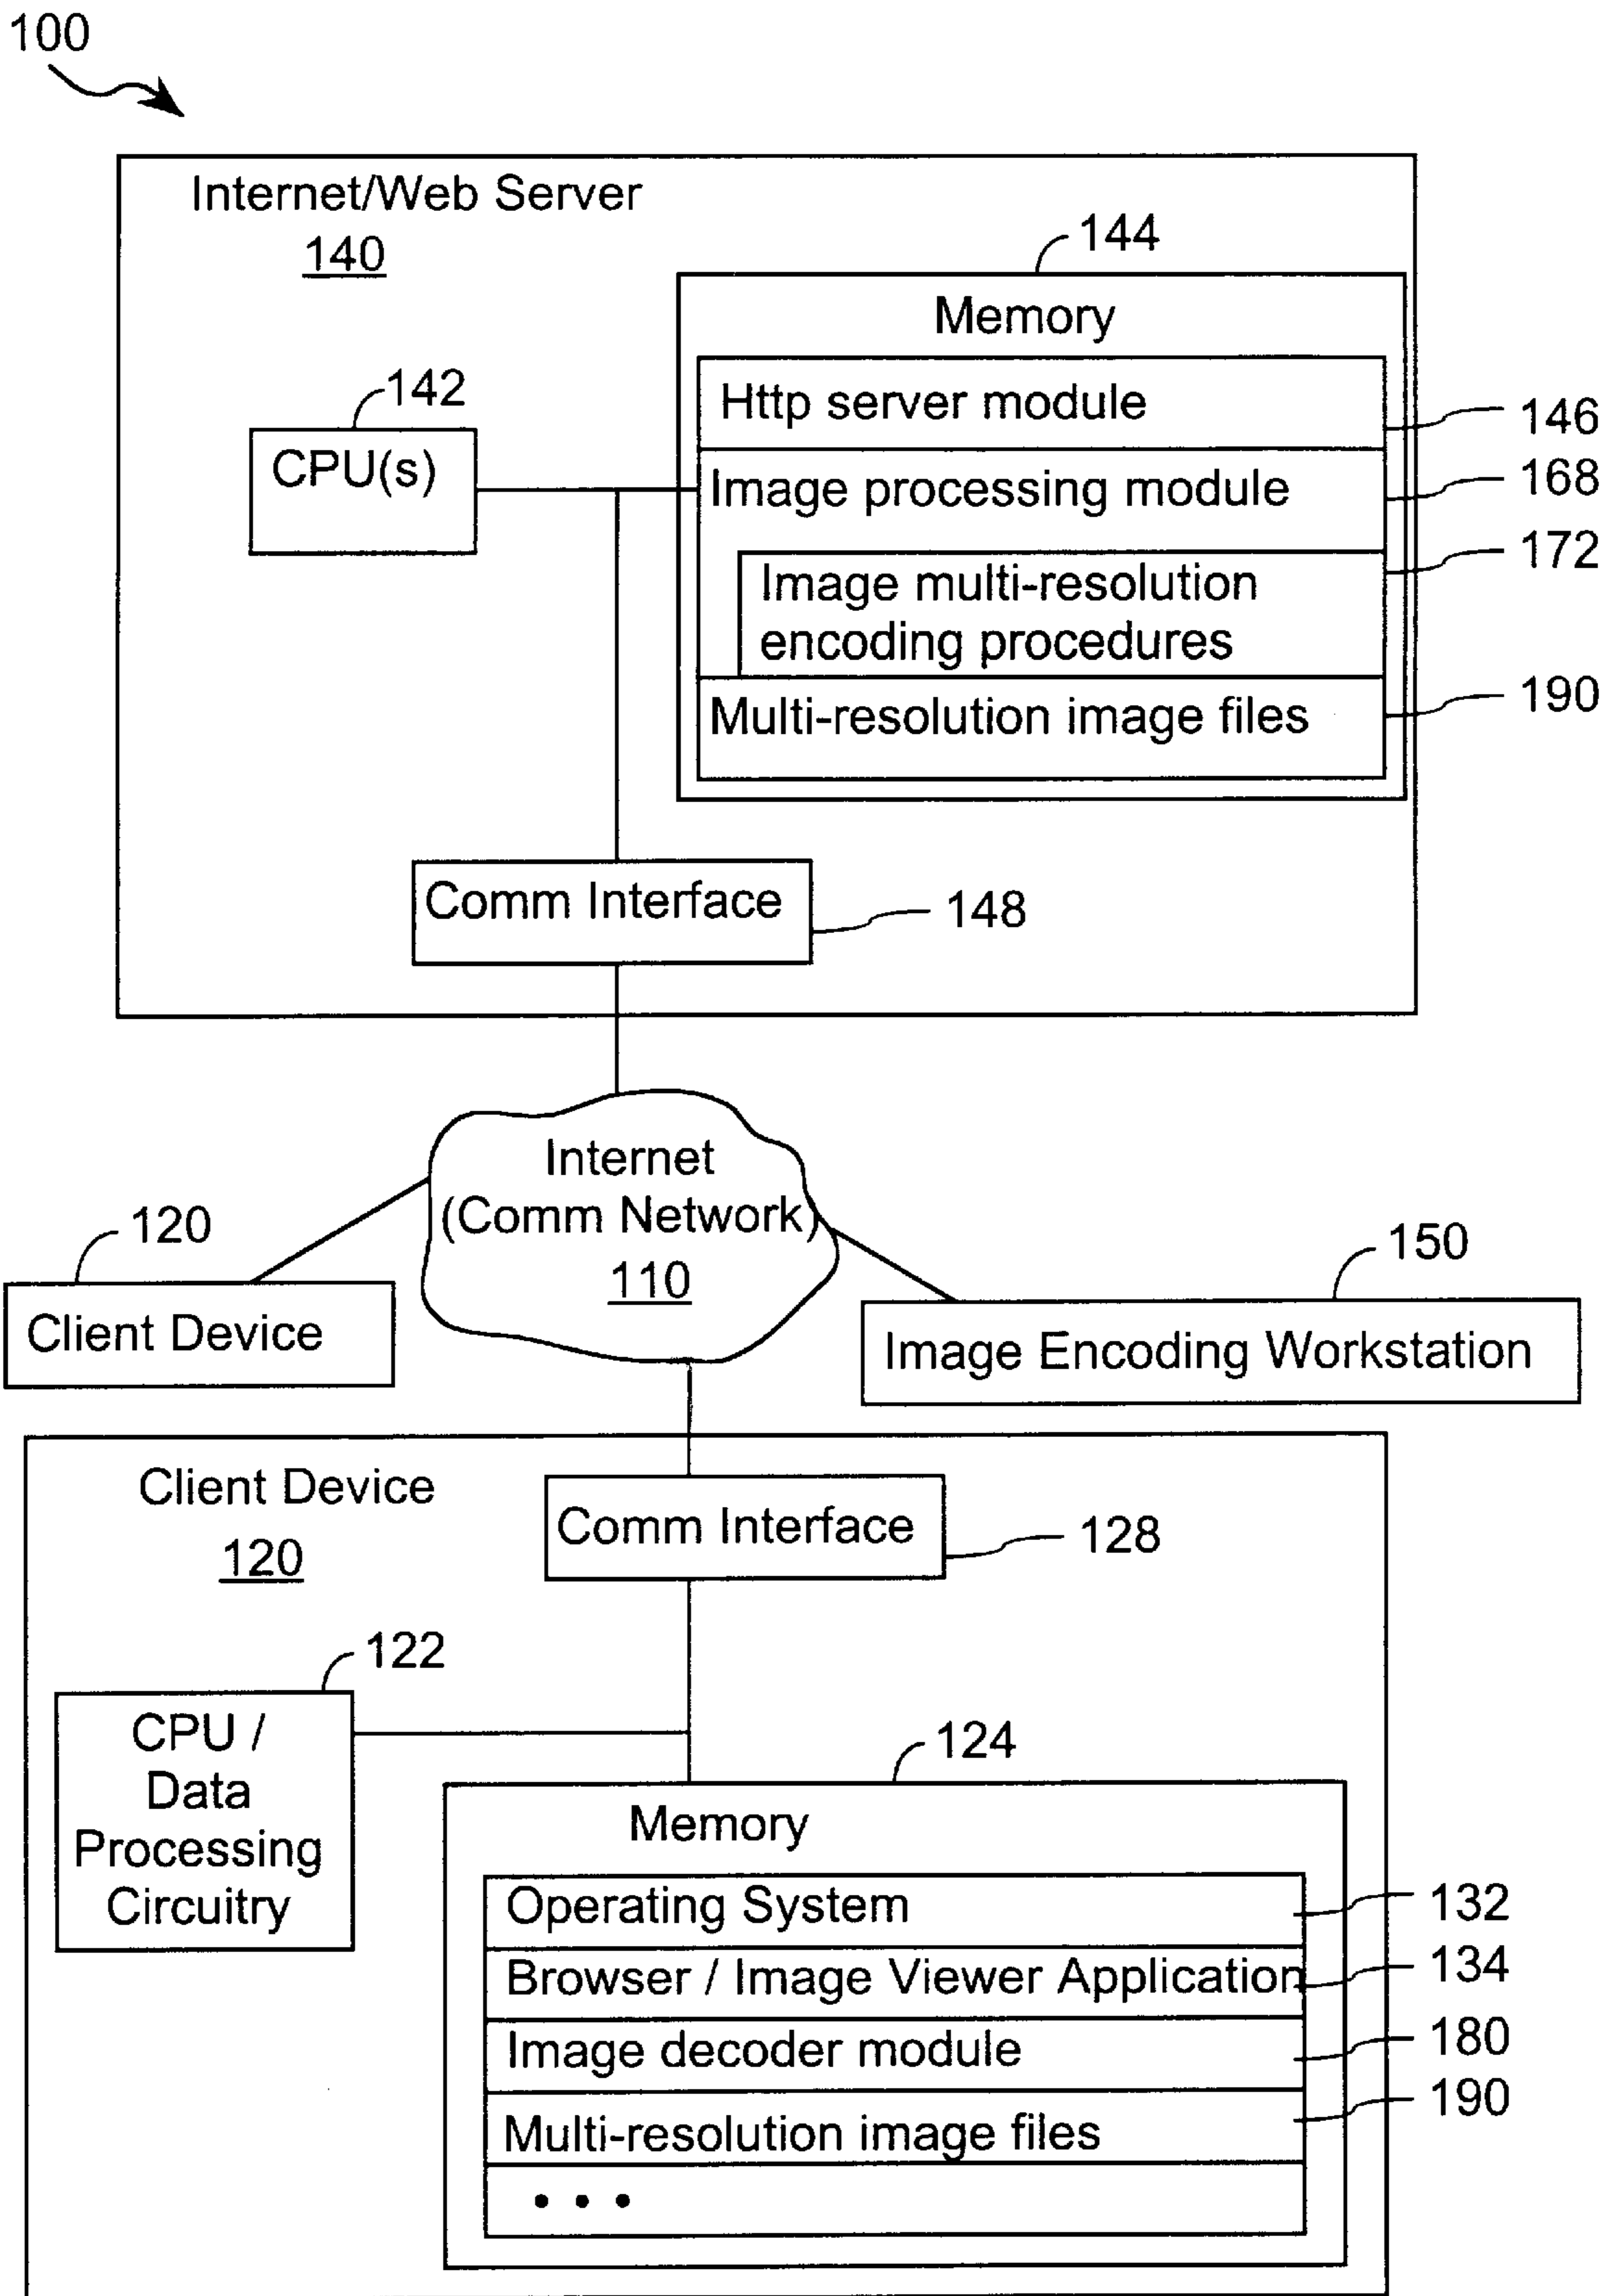 100
Internet/Web Server
140
144
Memory
142
CPU(s)
Http server module
146
Image processing module
168
172
Image multi-resolution
encoding procedures
190
Multi-resolution image files
Comm Interface
148
Internet
(Comm Network)
110
120
Client Device
150
Image Encoding Workstation
Client Device
120
Comm Interface
128
122
CPU /
Data
Processing
Circuitry
124
Memory
Operating System
132
Browser / Image Viewer Application
134
Image decoder module
180
190
Multi-resolution image files
• • •